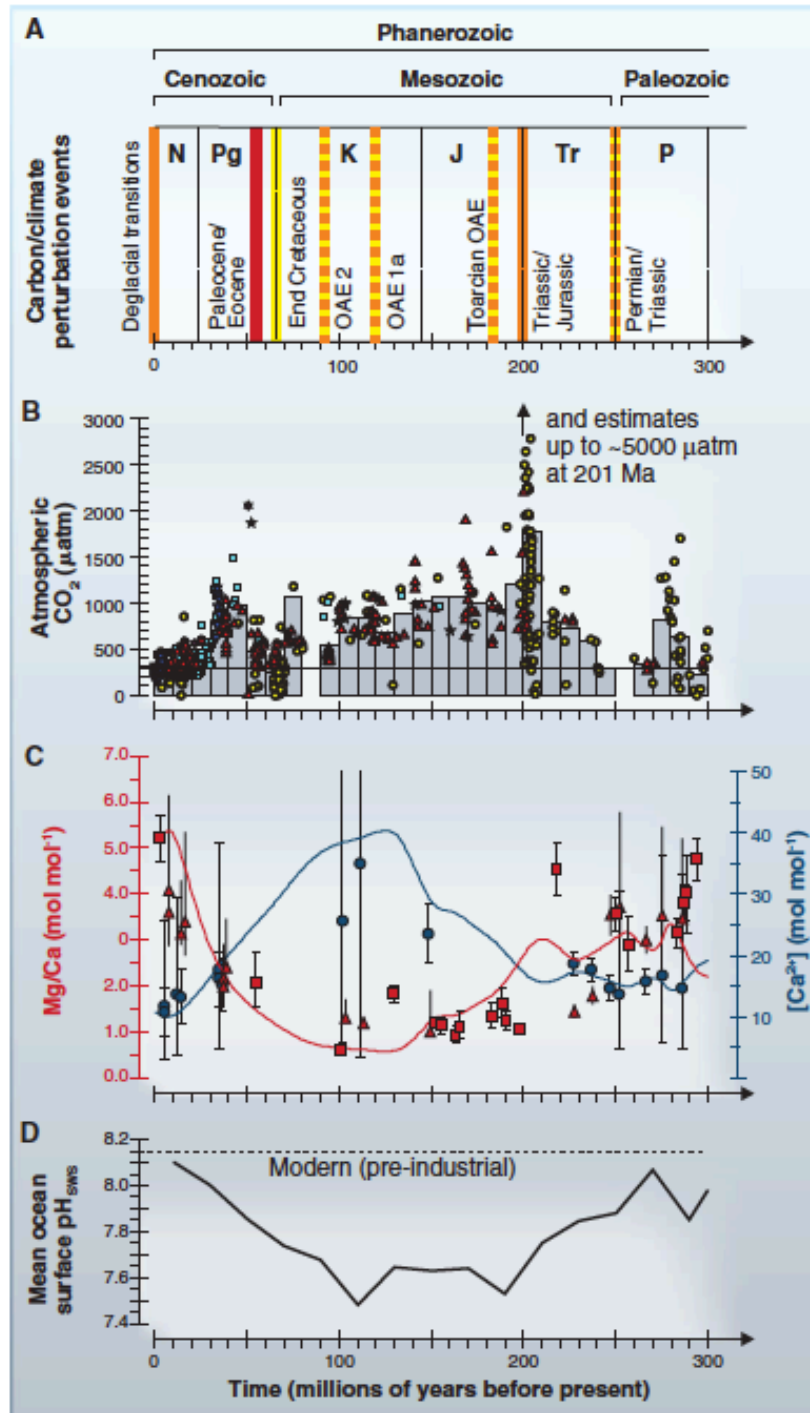 A
Phanerozoic
Cenozoic Mesozoic Paleozoic
Carbon/climate
perturbation events
N Pg K J Tr P
Deglacial transitions
Paleocene/
Eocene
End Cretaceous
OAE 2
OAE 1a
Toarcian OAE
Triassic/
Jurassic
Permian/
Triassic
0 100 200 300
B
Atmospheric
CO2 (µatm)
3000
2500
2000
1500
1000
500
0
and estimates
up to ~5000 µatm
at 201 Ma
C
Mg/Ca (mol mol-1)
7.0
6.0
5.0
4.0
0
2.0
1.0
0.0
50
40
30
20
10
[Ca2+] (mol mol-1)
D
Mean ocean
surface pHSWS
8.2
8.0
7.8
7.6
7.4
Modern (pre-industrial)
0 100 200 300
Time (millions of years before present)